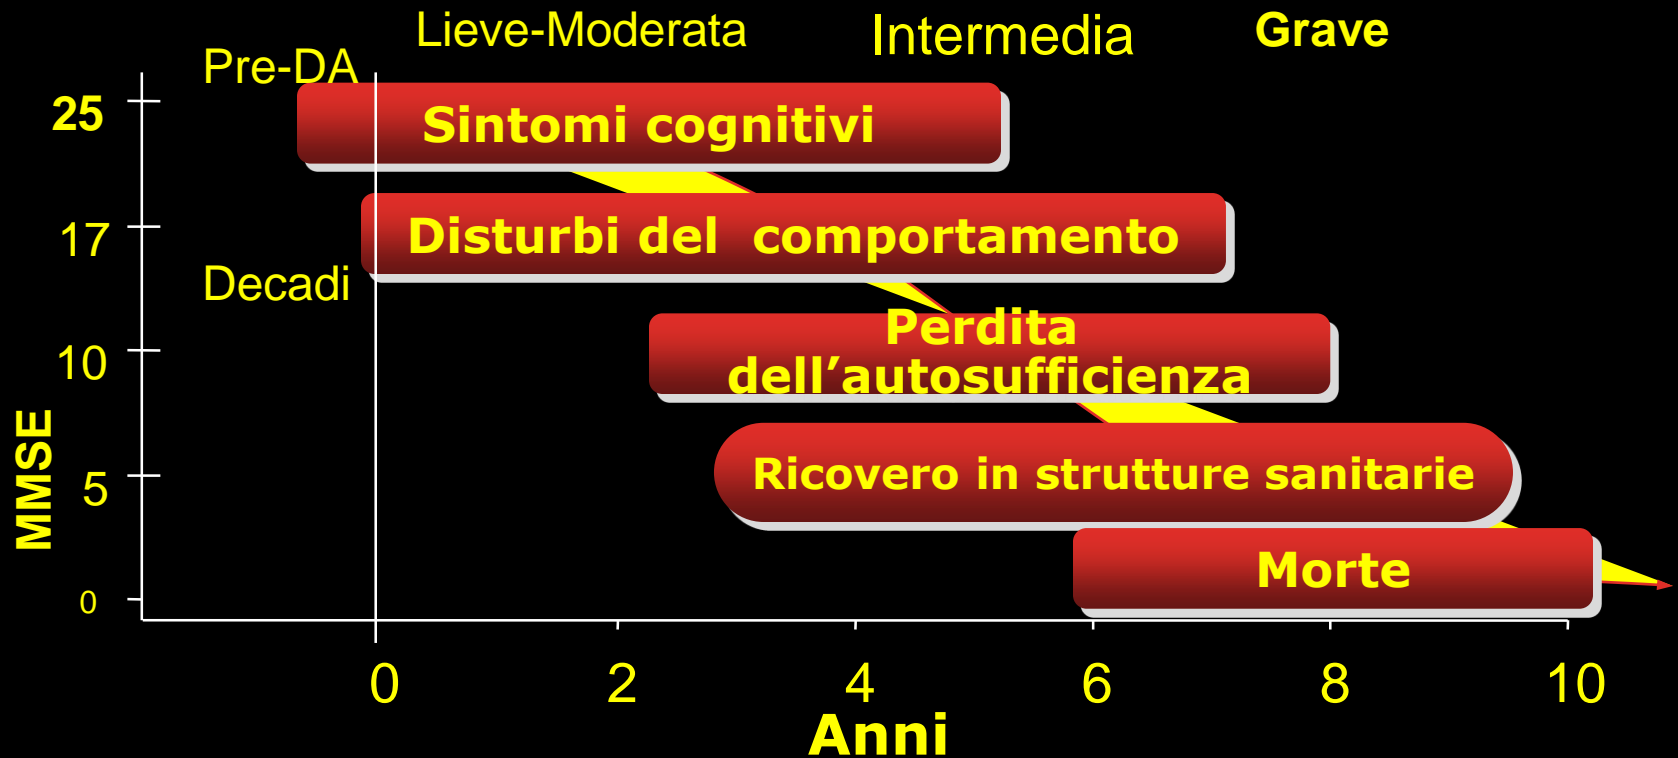 Lieve-Moderata
Intermedia
Grave
Pre-DA
25
Sintomi cognitivi
17
Disturbi del comportamento
Decadi
10
Perdita
dell’autosufficienza
MMSE
5
Ricovero in strutture sanitarie
0
Morte
0 2 4 6 8 10
Anni